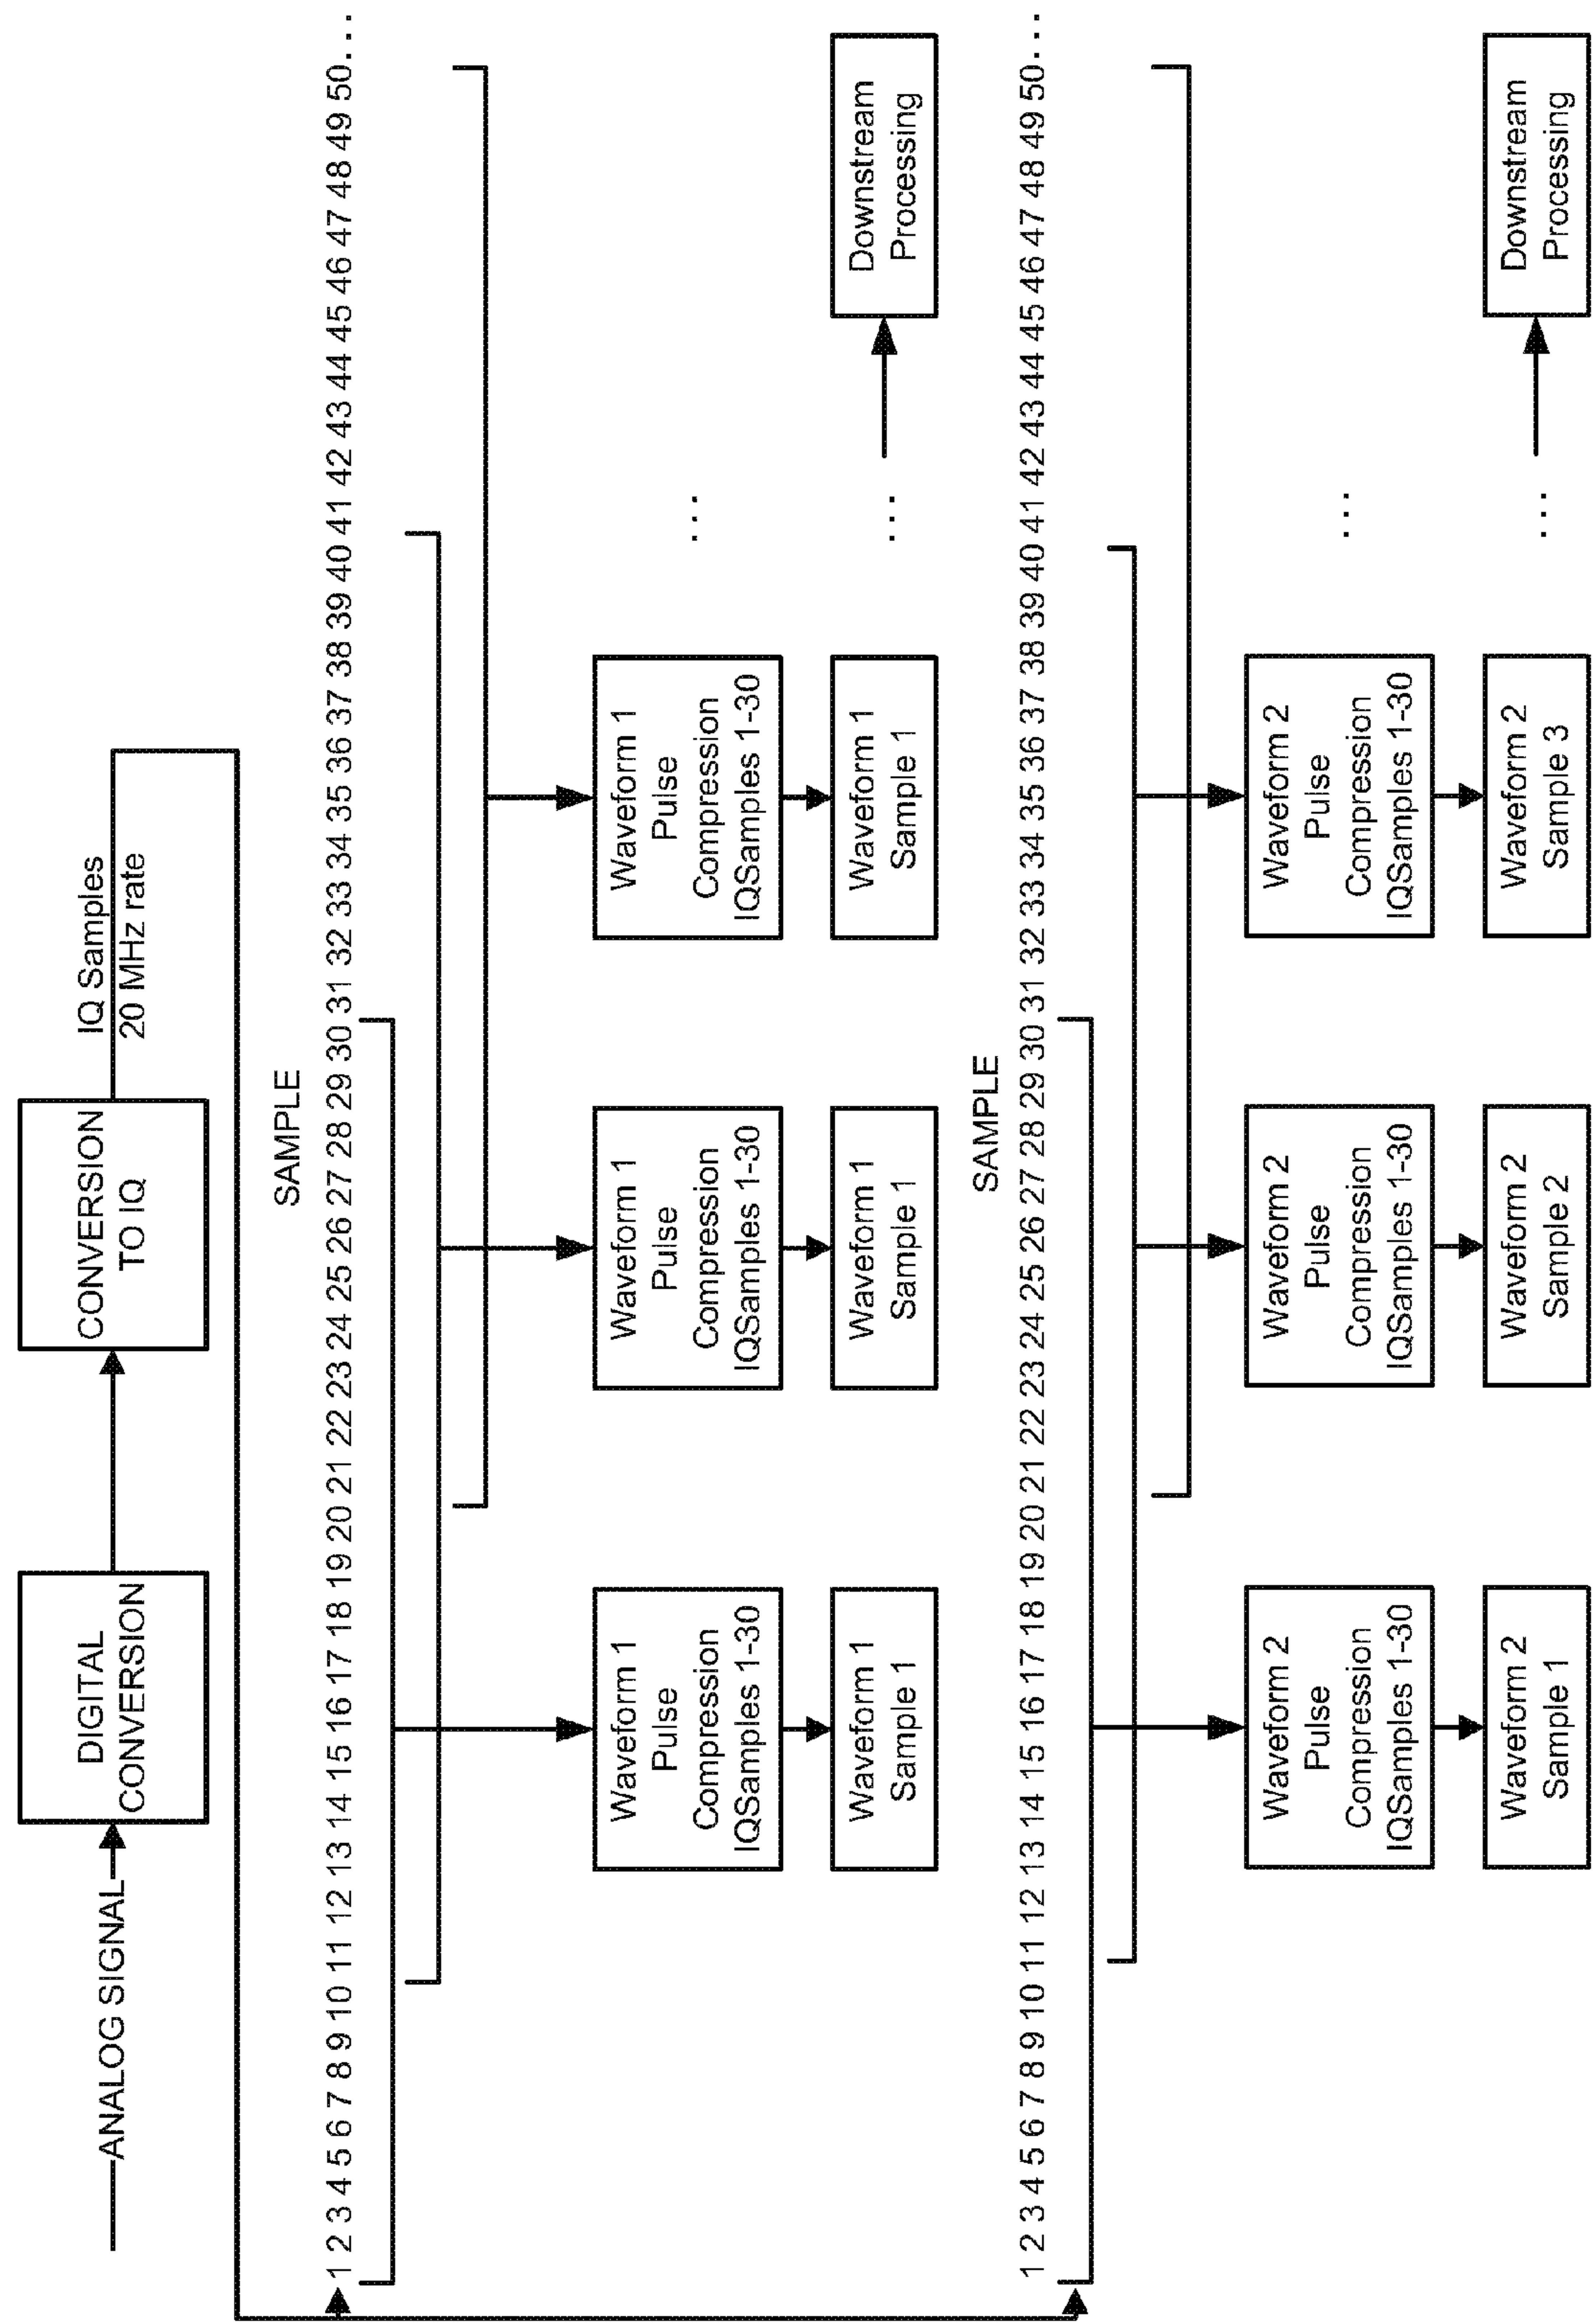 ANALOG SIGNAL
DIGITAL
CONVERSION
CONVERSION
TO IQ
IQ Samples
20 MHz rate
SAMPLE
1 2 3 4 5 6 7 8 9 10 11 12 13 14 15 16 17 18 19 20 21 22 23 24 25 26 27 28 29 30 31 32 33 34 35 36 37 38 39 40 41 42 43 44 45 46 47 48 49 50...
Waveform 1
Pulse
Compression
IQSamples 1-30
Waveform 1
Pulse
Compression
IQSamples 1-30
Waveform 1
Pulse
Compression
IQSamples 1-30
...
Waveform 1
Sample 1
Waveform 1
Sample 1
Waveform 1
Sample 1
...
Downstream
Processing
SAMPLE
1 2 3 4 5 6 7 8 9 10 11 12 13 14 15 16 17 18 19 20 21 22 23 24 25 26 27 28 29 30 31 32 33 34 35 36 37 38 39 40 41 42 43 44 45 46 47 48 49 50...
Waveform 2
Pulse
Compression
IQSamples 1-30
Waveform 2
Pulse
Compression
IQSamples 1-30
Waveform 2
Pulse
Compression
IQSamples 1-30
...
Waveform 2
Sample 1
Waveform 2
Sample 2
Waveform 2
Sample 3
...
Downstream
Processing